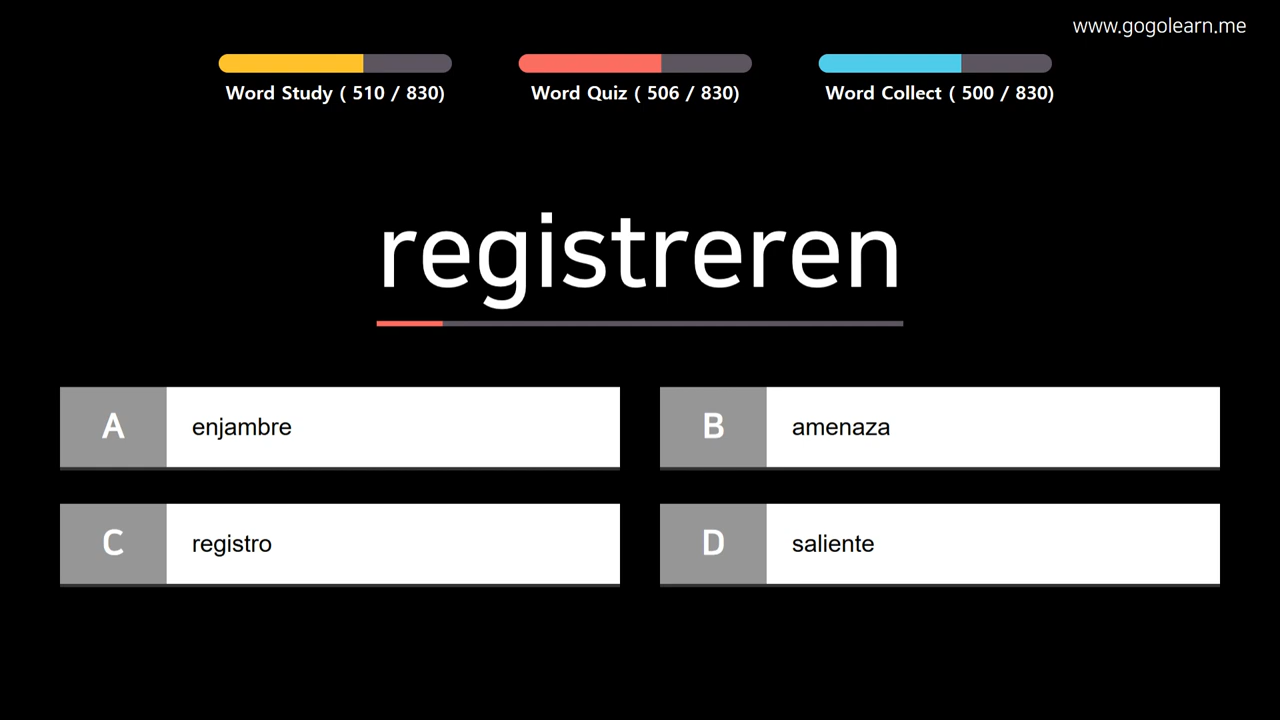 www.gogolearn.me
Word Study ( 510 / 830)
Word Quiz ( 506 / 830)
Word Collect ( 500 / 830)
registreren
A enjambre
B amenaza
C registro
D saliente